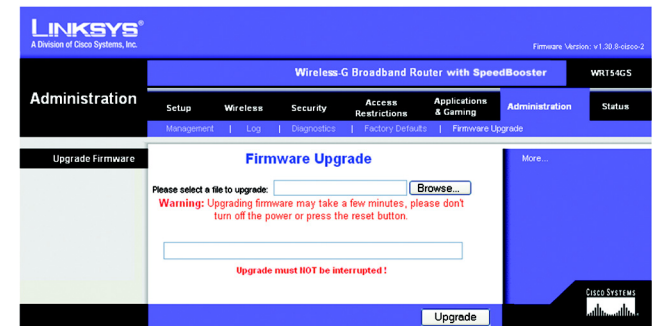 LINKSYS®
A Division of Cisco Systems, Inc.
Firmware Version: v1.30.8-cisco-2
Wireless-G Broadband Router with SpeedBooster WRT54GS
Administration
Setup Wireless Security Access Restrictions Applications & Gaming Administration Status
Management | Log | Diagnostics | Factory Defaults | Firmware Upgrade
Upgrade Firmware
Firmware Upgrade
More...
Please select a file to upgrade: Browse...
Warning: Upgrading firmware may take a few minutes, please don't
turn off the power or press the reset button.
Upgrade must NOT be interrupted !
CISCO SYSTEMS
Upgrade